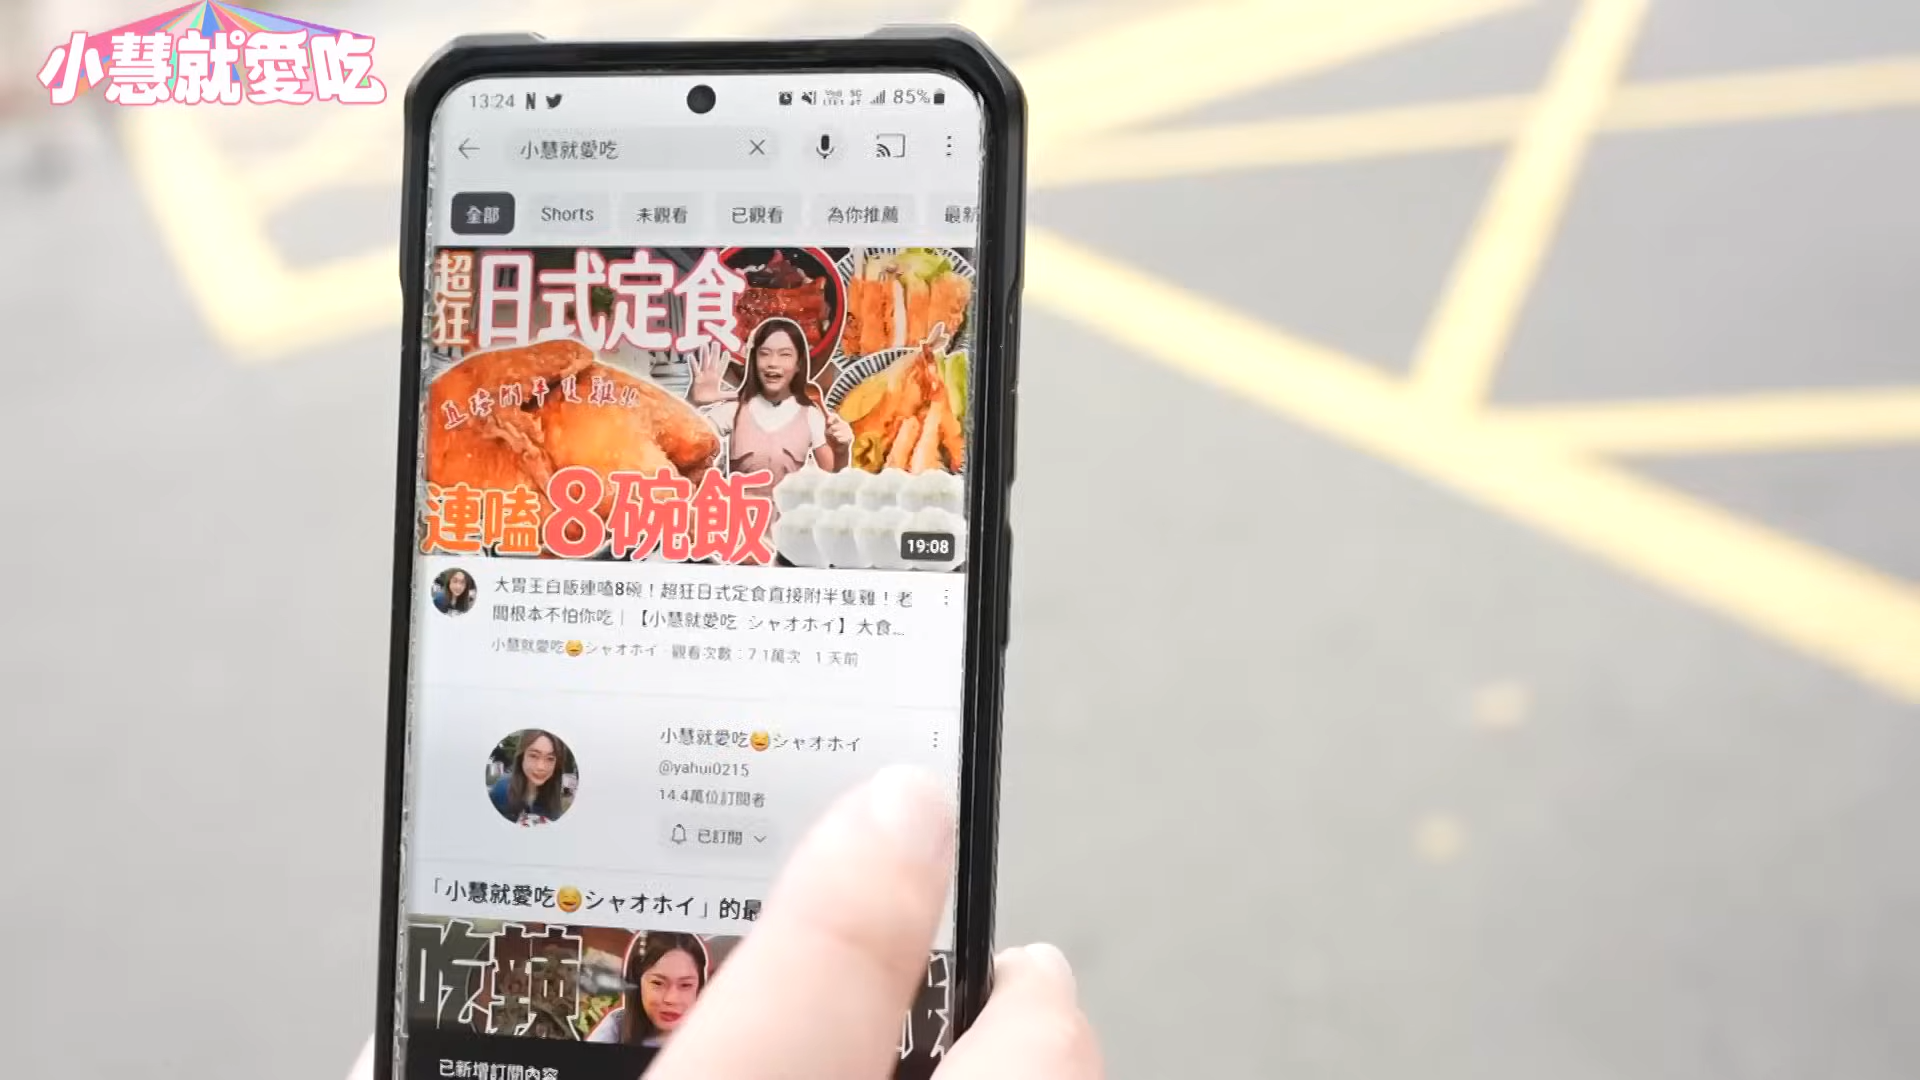 小慧就愛吃
13:24
85%
小慧就愛吃
全部 Shorts 未觀看 已觀看 為你推薦 最新
超狂日式定食
直接附半隻雞!!
連嗑8碗飯
19:08
大胃王白飯連嗑8碗！超狂日式定食直接附半隻雞！老
闆根本不怕你吃｜【小慧就愛吃 シャオホイ】大食...
小慧就愛吃😄シャオホイ · 觀看次數：7.1萬次 · 1 天前
小慧就愛吃😄シャオホイ
@yahui0215
14.4萬位訂閱者
已訂閱
「小慧就愛吃😄シャオホイ」的最
吃辣
已新增訂閱內容